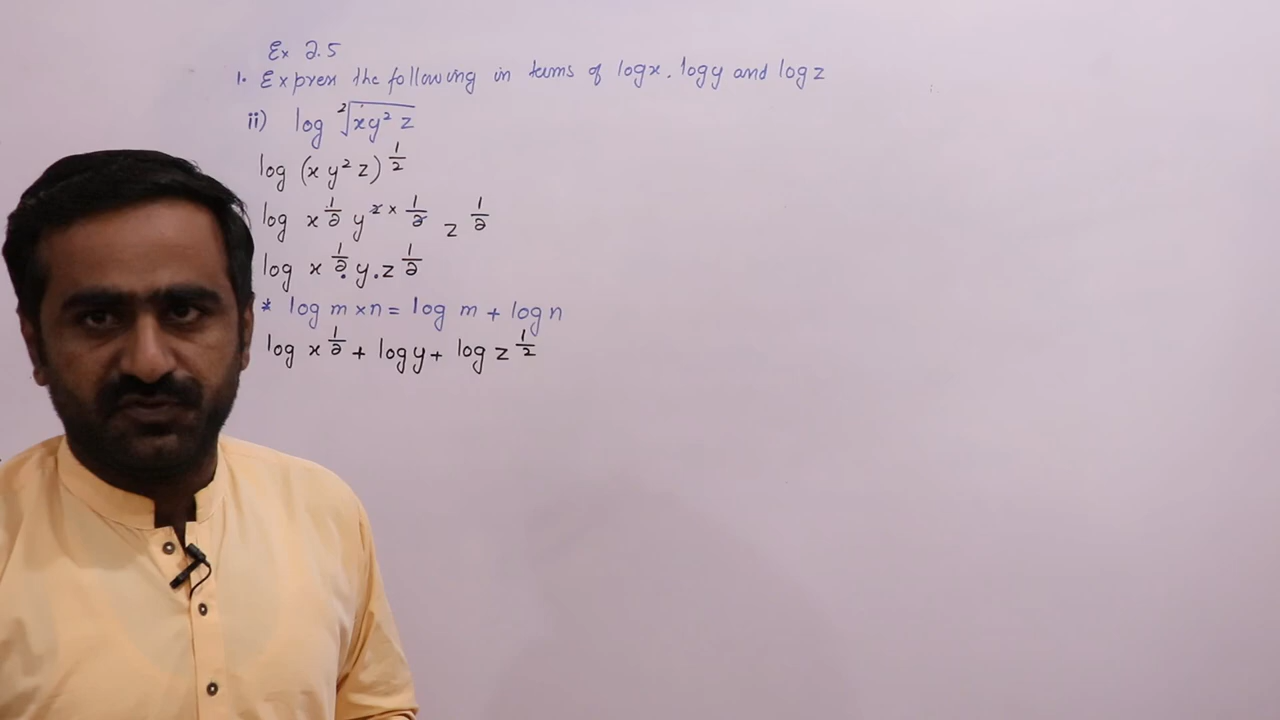 Ex 2.5
1. Express the following in terms of log x . log y and log z
ii) log ²√(xy² z)
log (x y² z)^(1/2)
log x^(1/2) y^(2 × 1/2) z^(1/2)
log x^(1/2) . y . z^(1/2)
* log m × n = log m + log n
log x^(1/2) + log y + log z^(1/2)